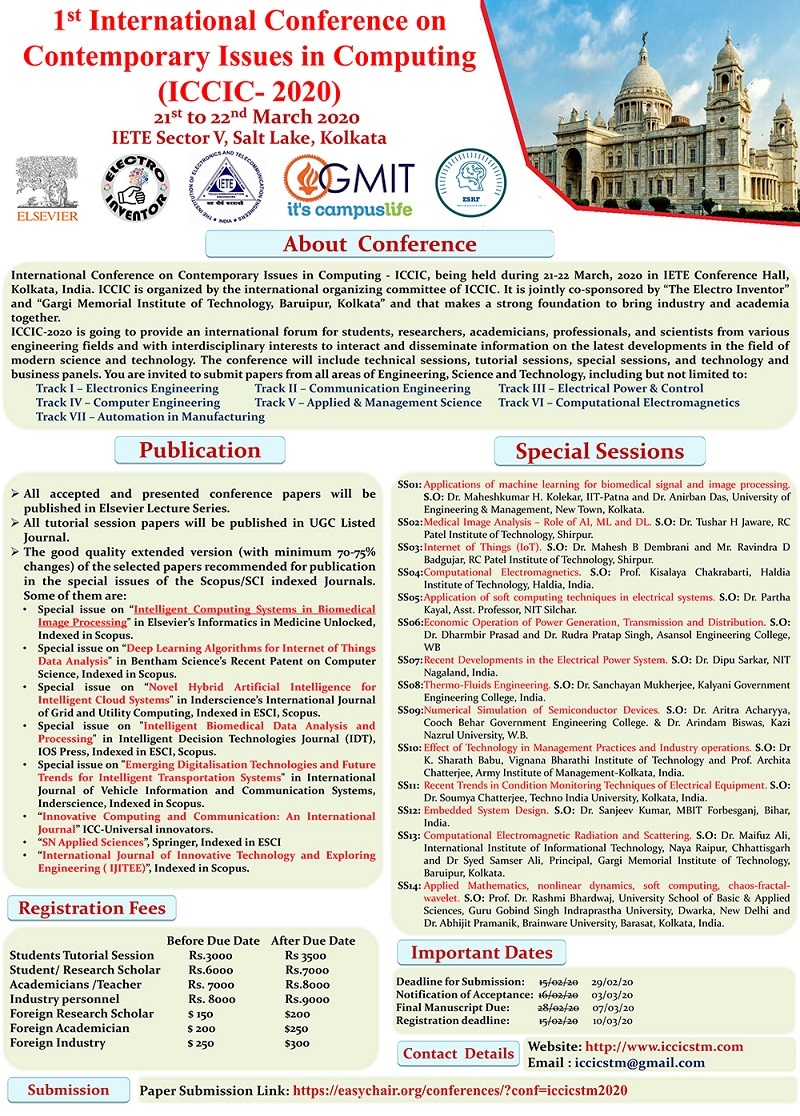 1st International Conference on
Contemporary Issues in Computing
(ICCIC- 2020)
21st to 22nd March 2020
IETE Sector V, Salt Lake, Kolkata
ELSEVIER
ELECTRO INVENTOR
THE INSTITUTION OF ELECTRONICS AND TELECOMMUNICATION ENGINEERS
IETE
INDIA
GMIT
it's campuslife
ESRF
About Conference
International Conference on Contemporary Issues in Computing - ICCIC, being held during 21-22 March, 2020 in IETE Conference Hall,
Kolkata, India. ICCIC is organized by the international organizing committee of ICCIC. It is jointly co-sponsored by “The Electro Inventor”
and “Gargi Memorial Institute of Technology, Baruipur, Kolkata” and that makes a strong foundation to bring industry and academia
together.
ICCIC-2020 is going to provide an international forum for students, researchers, academicians, professionals, and scientists from various
engineering fields and with interdisciplinary interests to interact and disseminate information on the latest developments in the field of
modern science and technology. The conference will include technical sessions, tutorial sessions, special sessions, and technology and
business panels. You are invited to submit papers from all areas of Engineering, Science and Technology, including but not limited to:
Track I – Electronics Engineering Track II – Communication Engineering Track III – Electrical Power & Control
Track IV – Computer Engineering Track V – Applied & Management Science Track VI – Computational Electromagnetics
Track VII – Automation in Manufacturing
Publication
➢ All accepted and presented conference papers will be
published in Elsevier Lecture Series.
➢ All tutorial session papers will be published in UGC Listed
Journal.
➢ The good quality extended version (with minimum 70-75%
changes) of the selected papers recommended for publication
in the special issues of the Scopus/SCI indexed Journals.
Some of them are:
• Special issue on “Intelligent Computing Systems in Biomedical
Image Processing" in Elsevier's Informatics in Medicine Unlocked,
Indexed in Scopus.
• Special issue on “Deep Learning Algorithms for Internet of Things
Data Analysis" in Bentham Science's Recent Patent on Computer
Science, Indexed in Scopus.
• Special issue on “Novel Hybrid Artificial Intelligence for
Intelligent Cloud Systems" in Inderscience's International Journal
of Grid and Utility Computing, Indexed in ESCI, Scopus.
• Special issue on "Intelligent Biomedical Data Analysis and
Processing" in Intelligent Decision Technologies Journal (IDT),
IOS Press, Indexed in ESCI, Scopus.
• Special issue on "Emerging Digitalisation Technologies and Future
Trends for Intelligent Transportation Systems" in International
Journal of Vehicle Information and Communication Systems,
Inderscience, Indexed in Scopus.
• “Innovative Computing and Communication: An International
Journal” ICC-Universal innovators.
• “SN Applied Sciences”, Springer, Indexed in ESCI
• “International Journal of Innovative Technology and Exploring
Engineering ( IJITEE)”, Indexed in Scopus.
Special Sessions
SS01: Applications of machine learning for biomedical signal and image processing.
S.O: Dr. Maheshkumar H. Kolekar, IIT-Patna and Dr. Anirban Das, University of
Engineering & Management, New Town, Kolkata.
SS02: Medical Image Analysis – Role of AI, ML and DL. S.O: Dr. Tushar H Jaware, RC
Patel Institute of Technology, Shirpur.
SS03: Internet of Things (IoT). S.O: Dr. Mahesh B Dembrani and Mr. Ravindra D
Badgujar, RC Patel Institute of Technology, Shirpur.
SS04: Computational Electromagnetics. S.O: Prof. Kisalaya Chakrabarti, Haldia
Institute of Technology, Haldia, India.
SS05: Application of soft computing techniques in electrical systems. S.O: Dr. Partha
Kayal, Asst. Professor, NIT Silchar.
SS06: Economic Operation of Power Generation, Transmission and Distribution. S.O:
Dr. Dharmbir Prasad and Dr. Rudra Pratap Singh, Asansol Engineering College,
WB
SS07: Recent Developments in the Electrical Power System. S.O: Dr. Dipu Sarkar, NIT
Nagaland, India.
SS08: Thermo-Fluids Engineering. S.O: Dr. Sanchayan Mukherjee, Kalyani Government
Engineering College, India.
SS09: Numerical Simulation of Semiconductor Devices. S.O: Dr. Aritra Acharyya,
Cooch Behar Government Engineering College. & Dr. Arindam Biswas, Kazi
Nazrul University, W.B.
SS10: Effect of Technology in Management Practices and Industry operations. S.O: Dr
K. Sharath Babu, Vignana Bharathi Institute of Technology and Prof. Archita
Chatterjee, Army Institute of Management-Kolkata, India.
SS11: Recent Trends in Condition Monitoring Techniques of Electrical Equipment. S.O:
Dr. Soumya Chatterjee, Techno India University, Kolkata, India.
SS12: Embedded System Design. S.O: Dr. Sanjeev Kumar, MBIT Forbesganj, Bihar,
India.
SS13: Computational Electromagnetic Radiation and Scattering. S.O: Dr. Maifuz Ali,
International Institute of Informational Technology, Naya Raipur, Chhattisgarh
and Dr Syed Samser Ali, Principal, Gargi Memorial Institute of Technology,
Baruipur, Kolkata.
SS14: Applied Mathematics, nonlinear dynamics, soft computing, chaos-fractal-
wavelet. S.O: Prof. Dr. Rashmi Bhardwaj, University School of Basic & Applied
Sciences, Guru Gobind Singh Indraprastha University, Dwarka, New Delhi and
Dr. Abhijit Pramanik, Brainware University, Barasat, Kolkata, India.
Registration Fees
Before Due Date After Due Date
Students Tutorial Session Rs.3000 Rs 3500
Student/ Research Scholar Rs.6000 Rs.7000
Academicians /Teacher Rs. 7000 Rs.8000
Industry personnel Rs. 8000 Rs.9000
Foreign Research Scholar $ 150 $200
Foreign Academician $ 200 $250
Foreign Industry $ 250 $300
Important Dates
Deadline for Submission: 15/02/20 29/02/20
Notification of Acceptance: 16/02/20 03/03/20
Final Manuscript Due: 28/02/20 07/03/20
Registration deadline: 15/02/20 10/03/20
Contact Details
Website: http://www.iccicstm.com
Email : iccicstm@gmail.com
Submission
Paper Submission Link: https://easychair.org/conferences/?conf=iccicstm2020